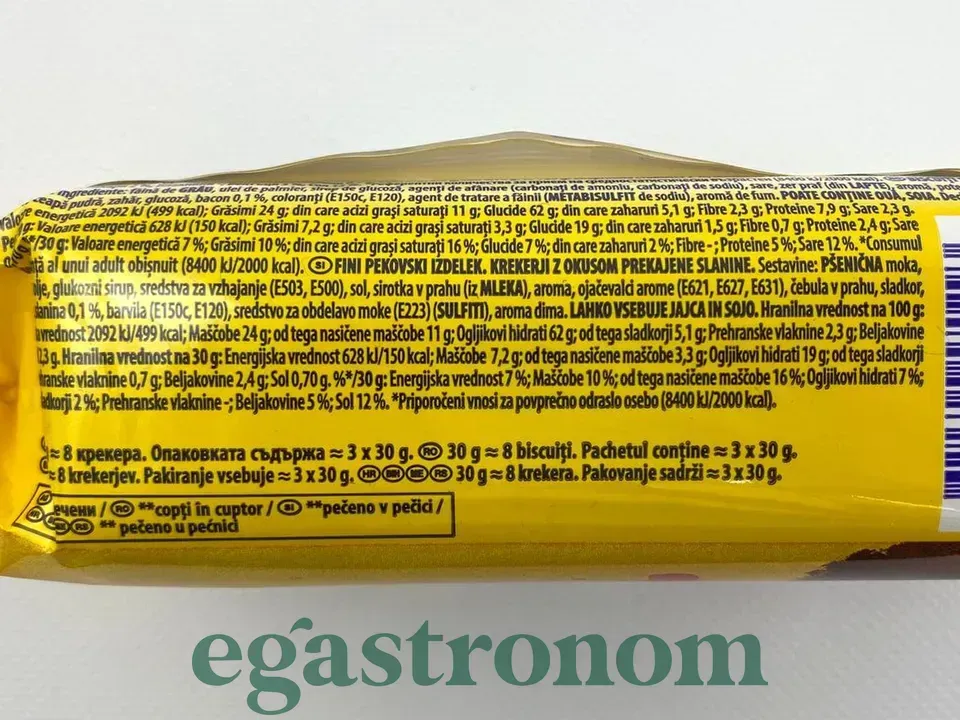 ngrediente: făină de GRÂU, ulei de palmier, sirop de glucoză, agenți de afânare (carbonați de amoniu, carbonați de sodiu), sare, zer praf (din LAPTE), aromă, pote
eapă pudră, zahăr, glucoză, bacon 0,1 %, coloranți (E150c, E120), agent de tratare a făinii (METABISULFIT de sodiu), aromă de fum. POATE CONȚINE OUĂ, SOIA. Dec
energetică 2092 kJ (499 kcal); Grăsimi 24 g; din care acizi grași saturați 11 g; Glucide 62 g; din care zaharuri 5,1 g; Fibre 2,3 g; Proteine 7,9 g; Sare 2,3 g.
g: Valoare energetică 628 kJ (150 kcal); Grăsimi 7,2 g; din care acizi grași saturați 3,3 g; Glucide 19 g; din care zaharuri 1,5 g; Fibre 0,7 g; Proteine 2,4 g; Sare
*/30 g: Valoare energetică 7 %; Grăsimi 10 %; din care acizi grași saturați 16 %; Glucide 7 %; din care zaharuri 2 %; Fibre -; Proteine 5 %; Sare 12 %. *Consumul
al unui adult obișnuit (8400 kJ/2000 kcal). SI FINI PEKOVSKI IZDELEK. KREKERJI Z OKUSOM PREKAJENE SLANINE. Sestavine: PŠENIČNA moka,
lje, glukozni sirup, sredstva za vzhajanje (E503, E500), sol, sirotka v prahu (iz MLEKA), aroma, ojačevald arome (E621, E627, E631), čebula v prahu, sladkor,
anina 0,1 %, barvila (E150c, E120), sredstvo za obdelavo moke (E223) (SULFITI), aroma dima. LAHKO VSEBUJE JAJCA IN SOJO. Hranilna vrednost na 100 g:
vrednost 2092 kJ/499 kcal; Maščobe 24 g; od tega nasičene maščobe 11 g; Ogljikovi hidrati 62 g; od tega sladkorji 5,1 g; Prehranske vlaknine 2,3 g; Beljakovine
2,3 g. Hranilna vrednost na 30 g: Energijska vrednost 628 kJ/150 kcal; Maščobe 7,2 g; od tega nasičene maščobe 3,3 g; Ogljikovi hidrati 19 g; od tega sladkorji
ranske vlaknine 0,7 g; Beljakovine 2,4 g; Sol 0,70 g. %*/30 g: Energijska vrednost 7 %; Maščobe 10 %; od tega nasičene maščobe 16 %; Ogljikovi hidrati 7 %;
adkorji 2 %; Prehranske vlaknine -; Beljakovine 5 %; Sol 12 %. *Priporočeni vnosi za povprečno odraslo osebo (8400 kJ/2000 kcal).
≈ 8 крекера. Опаковката съдържа ≈ 3 x 30 g. RO 30 g ≈ 8 biscuiți. Pachetul conține ≈ 3 x 30 g.
≈ 8 krekerjev. Pakiranje vsebuje ≈ 3 x 30 g. HR BIH ME RS 30 g ≈ 8 krekera. Pakovanje sadrži ≈ 3 x 30 g.
ечени / RO **copți în cuptor / SI **pečeno v pečici /
RS ** pečeno u pećnici
egastronom